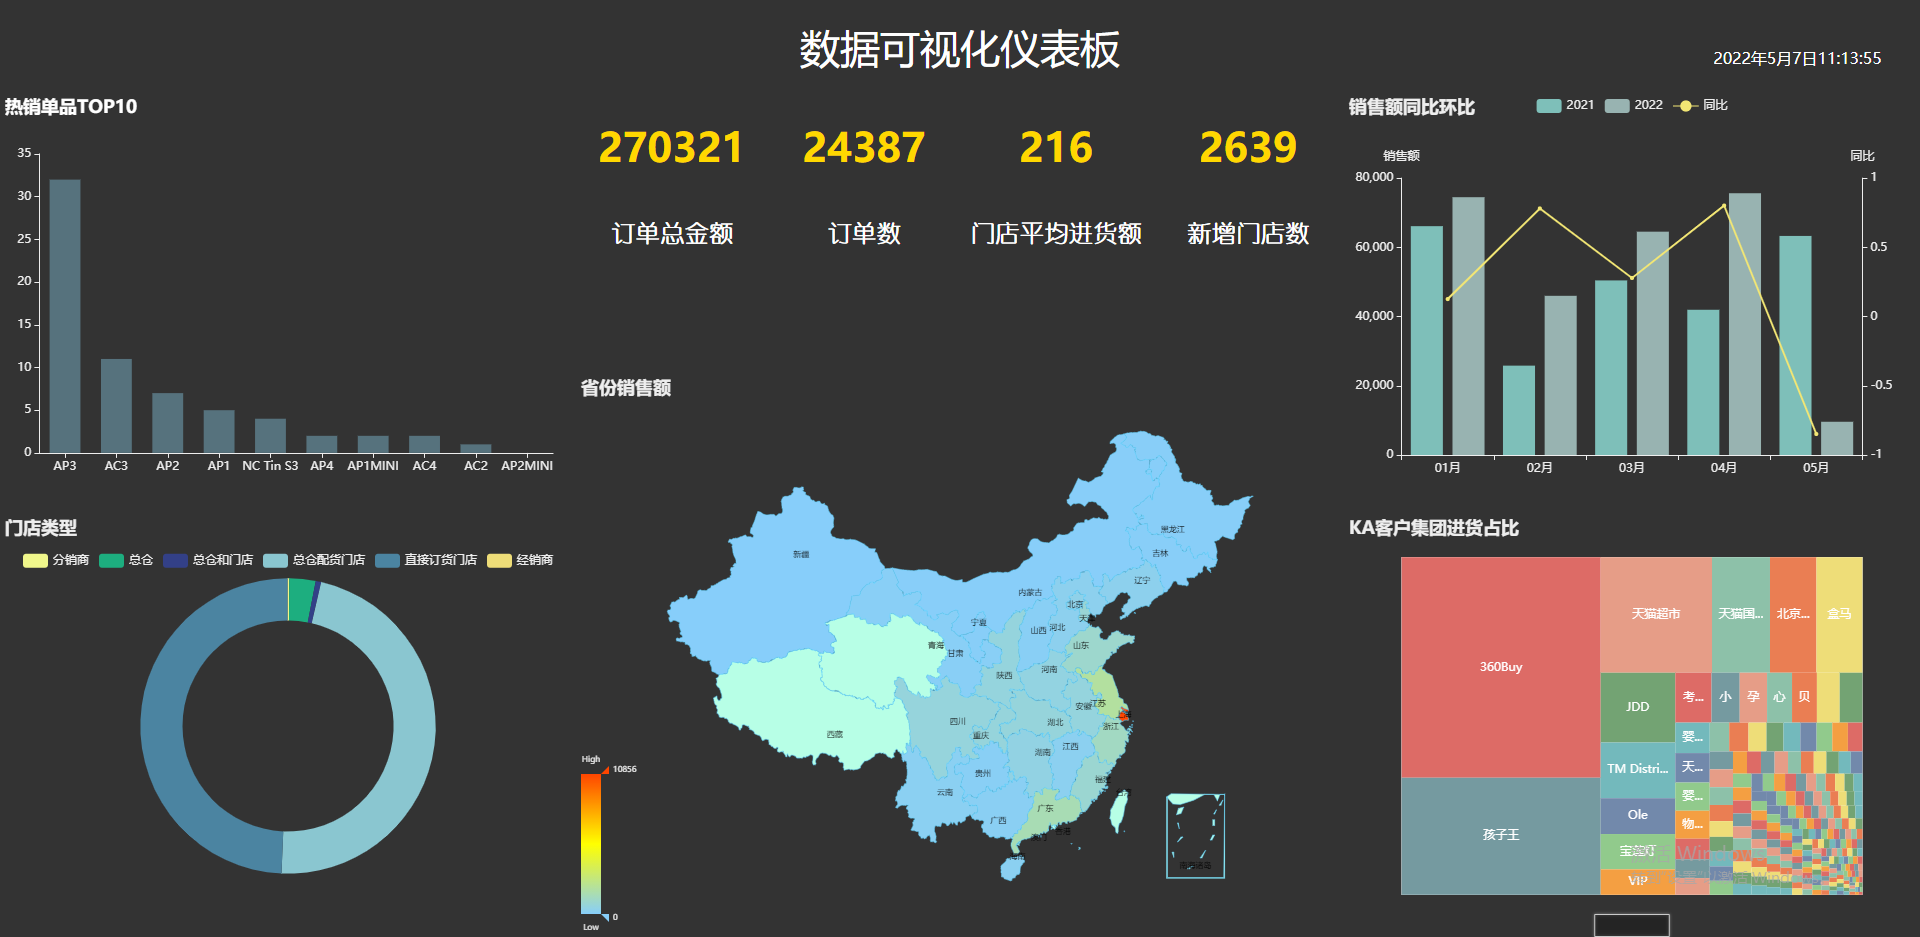 数据可视化仪表板
2022年5月7日11:13:55
热销单品TOP10
35
30
25
20
15
10
5
0
AP3 AC3 AP2 AP1 NC Tin S3 AP4 AP1MINI AC4 AC2 AP2MINI
门店类型
分销商 总仓 总仓和门店 总仓配货门店 直接订货门店 经销商
270321 24387 216 2639
订单总金额 订单数 门店平均进货额 新增门店数
省份销售额
黑龙江
吉林
新疆
辽宁
内蒙古
北京
天津
宁夏
山西
河北
青海
甘肃
山东
陕西
河南
安徽
江苏
上海
四川
湖北
浙江
西藏
重庆
湖南
江西
贵州
福建
云南
台湾
广东
广西
香港
澳门
海南
南海诸岛
High
10856
0
Low
销售额同比环比
2021 2022 同比
销售额 同比
80,000
60,000
40,000
20,000
0
1
0.5
0
-0.5
-1
01月 02月 03月 04月 05月
KA客户集团进货占比
360Buy
孩子王
天猫超市
天猫国...
北京...
盒马
JDD
考...
小
孕
心
贝
婴...
TM Distri...
天...
婴...
Ole
物...
VIP